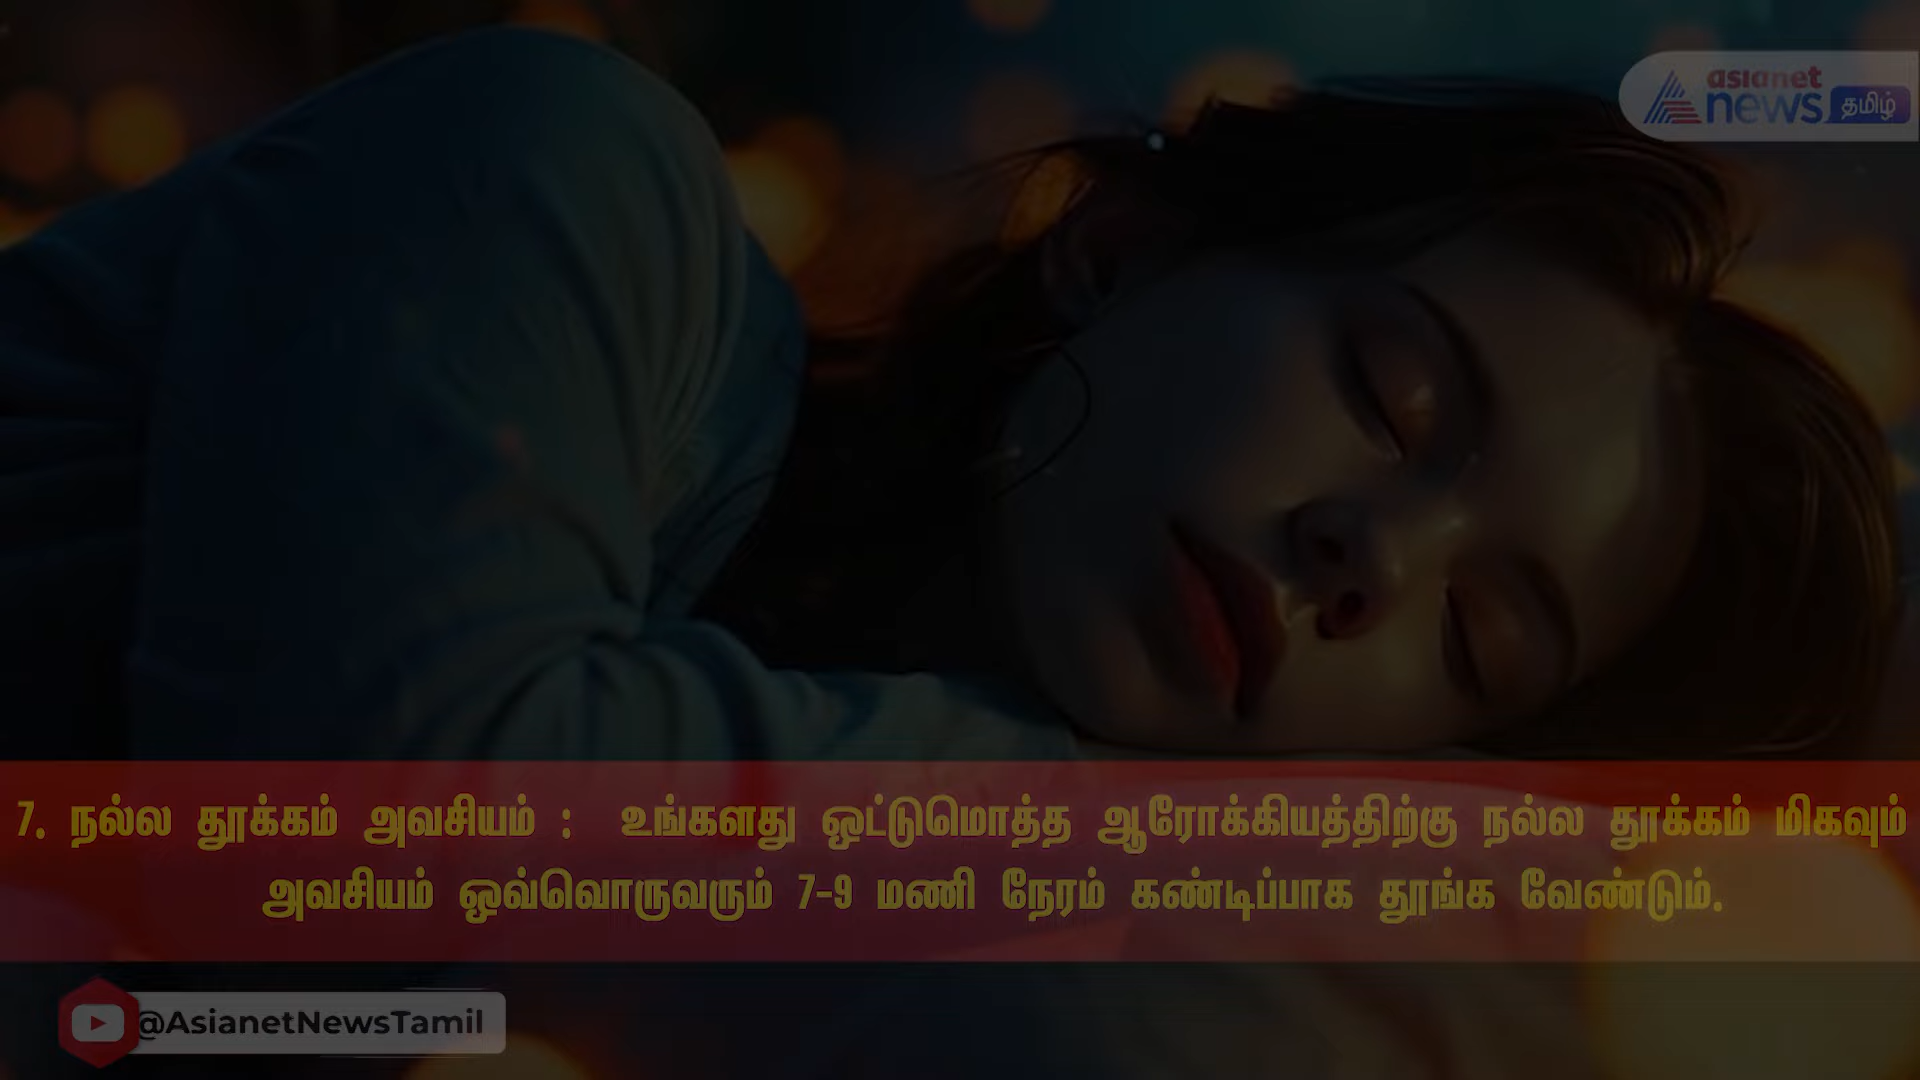 asianet
news தமிழ்
7. நல்ல தூக்கம் அவசியம் : உங்களது ஒட்டுமொத்த ஆரோக்கியத்திற்கு நல்ல தூக்கம் மிகவும்
அவசியம் ஒவ்வொருவரும் 7-9 மணி நேரம் கண்டிப்பாக தூங்க வேண்டும்.
@AsianetNewsTamil